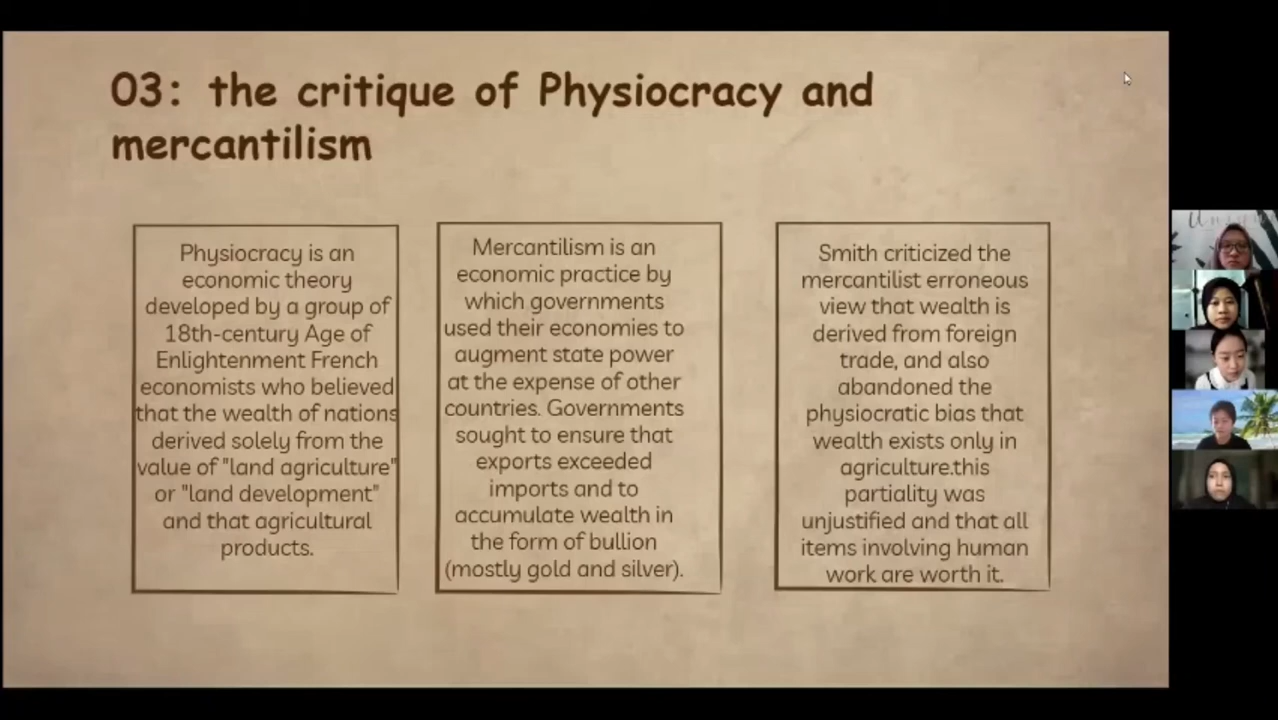 03: the critique of Physiocracy and
mercantilism
Physiocracy is an
economic theory
developed by a group of
18th-century Age of
Enlightenment French
economists who believed
that the wealth of nations
derived solely from the
value of "land agriculture"
or "land development"
and that agricultural
products.
Mercantilism is an
economic practice by
which governments
used their economies to
augment state power
at the expense of other
countries. Governments
sought to ensure that
exports exceeded
imports and to
accumulate wealth in
the form of bullion
(mostly gold and silver).
Smith criticized the
mercantilist erroneous
view that wealth is
derived from foreign
trade, and also
abandoned the
physiocratic bias that
wealth exists only in
agriculture.this
partiality was
unjustified and that all
items involving human
work are worth it.